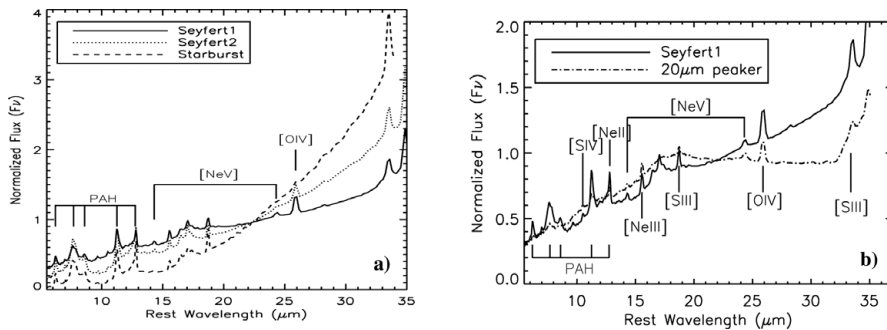 Seyfert1
Seyfert2
Starburst
[OIV]
[NeV]
PAH
a)
Normalized Flux (Fν)
0
1
2
3
4
10
15
20
25
30
35
Rest Wavelength (μm)
Seyfert1
20μm peaker
[NeV]
[NeII]
[SIV]
[NeIII]
[SIII]
[OIV]
[SIII]
PAH
b)
Normalized Flux (Fν)
0.0
0.5
1.0
1.5
2.0
10
15
20
25
30
35
Rest Wavelength (μm)